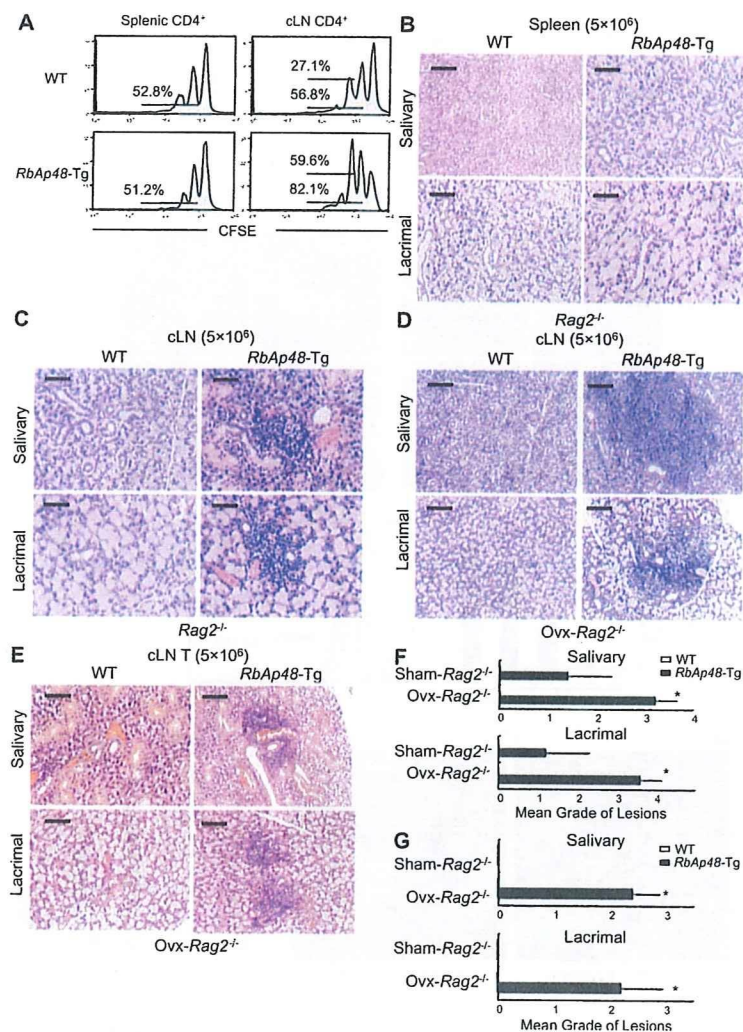 A
Splenic CD4⁺
cLN CD4⁺
WT
52.8%
27.1%
56.8%
RbAp48-Tg
51.2%
59.6%
82.1%
CFSE
B
Spleen (5×10⁶)
WT
RbAp48-Tg
Salivary
Lacrimal
Rag2⁻/⁻
C
cLN (5×10⁶)
WT
RbAp48-Tg
Salivary
Lacrimal
Rag2⁻/⁻
D
cLN (5×10⁶)
WT
RbAp48-Tg
Salivary
Lacrimal
Ovx-Rag2⁻/⁻
E
cLN T (5×10⁶)
WT
RbAp48-Tg
Salivary
Lacrimal
Ovx-Rag2⁻/⁻
F
Salivary
WT
RbAp48-Tg
Sham-Rag2⁻/⁻
Ovx-Rag2⁻/⁻
*
0 1 2 3 4
Lacrimal
Sham-Rag2⁻/⁻
Ovx-Rag2⁻/⁻
*
0 1 2 3 4
Mean Grade of Lesions
G
Salivary
WT
RbAp48-Tg
Sham-Rag2⁻/⁻
Ovx-Rag2⁻/⁻
*
0 1 2 3
Lacrimal
Sham-Rag2⁻/⁻
Ovx-Rag2⁻/⁻
*
0 1 2 3
Mean Grade of Lesions